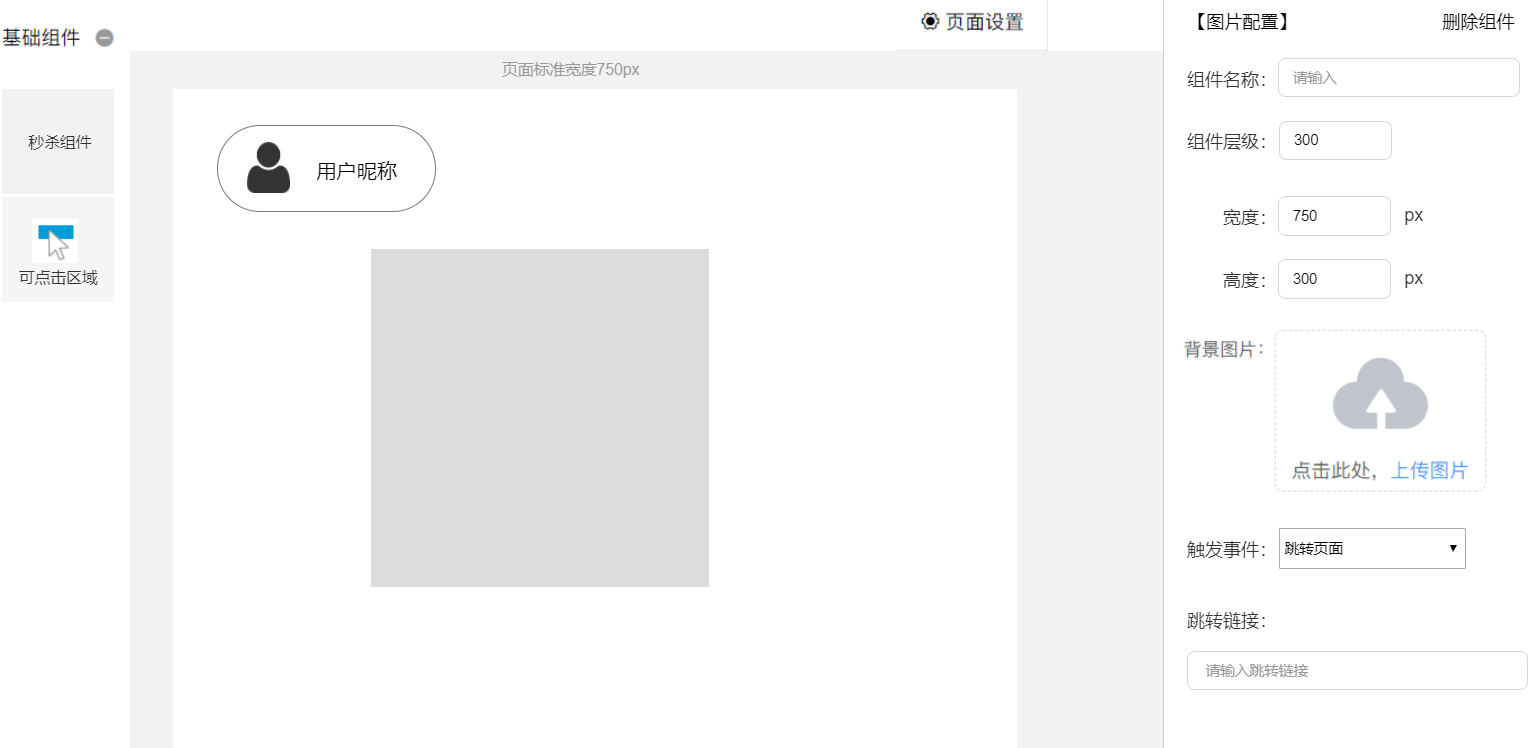 基础组件
秒杀组件
可点击区域
页面设置
页面标准宽度750px
用户昵称
【图片配置】 删除组件
组件名称： 请输入
组件层级： 300
宽度： 750 px
高度： 300 px
背景图片：
点击此处，上传图片
触发事件： 跳转页面
跳转链接：
请输入跳转链接